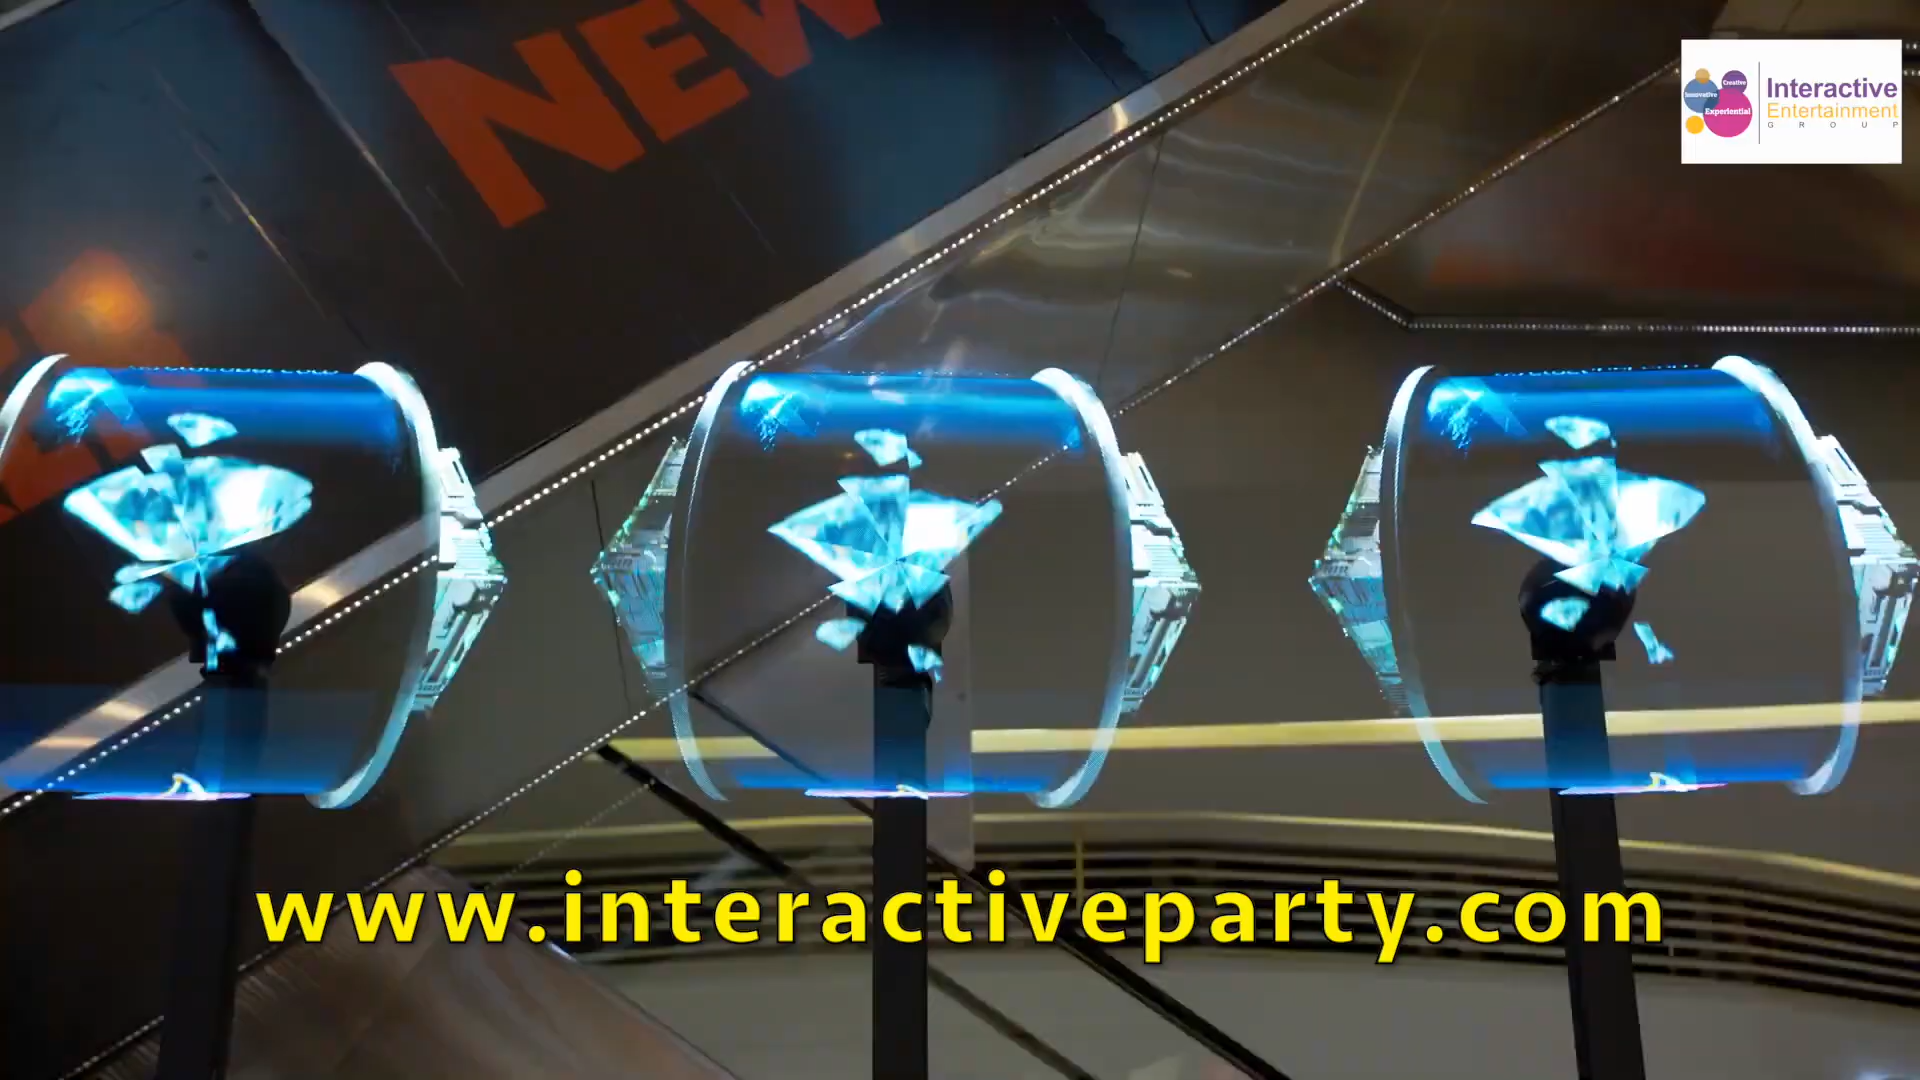 NEW
Creative
Innovative
Experiential
Interactive
Entertainment
GROUP
www.interactiveparty.com